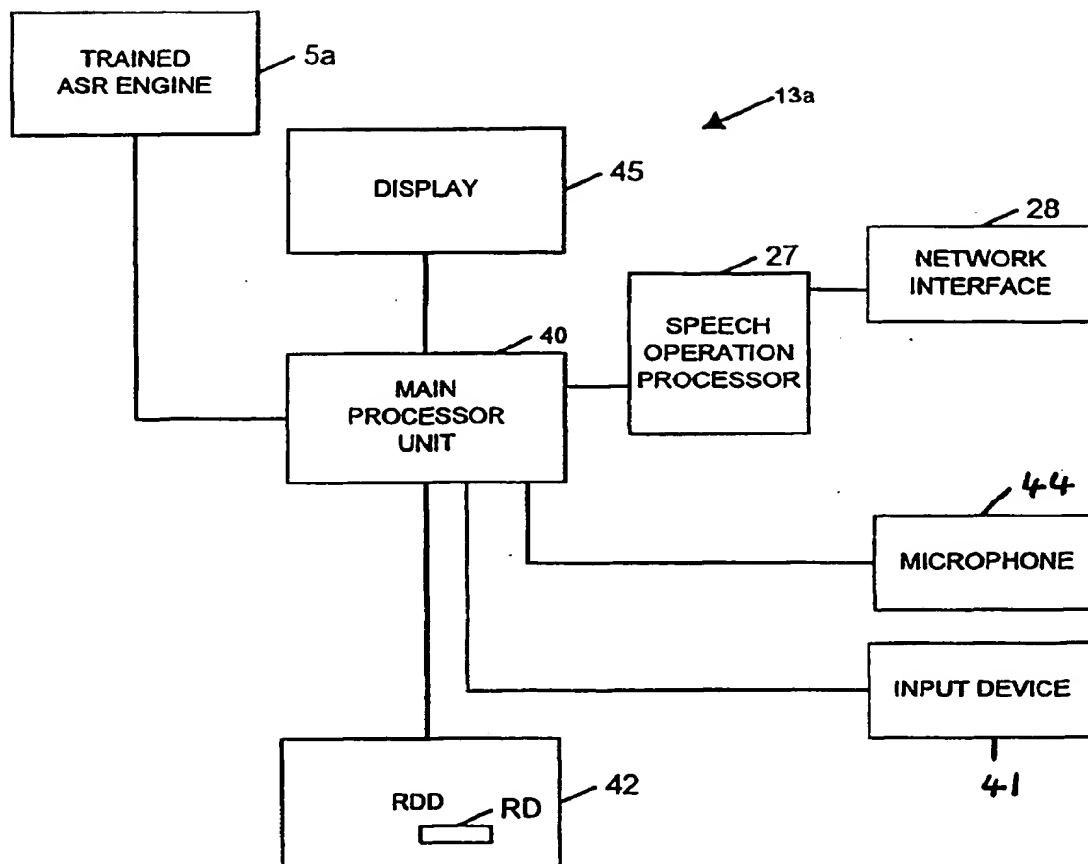 TRAINED
ASR ENGINE
5a
13a
DISPLAY
45
28
NETWORK
INTERFACE
27
SPEECH
OPERATION
PROCESSOR
40
MAIN
PROCESSOR
UNIT
44
MICROPHONE
INPUT DEVICE
41
RDD
RD
42